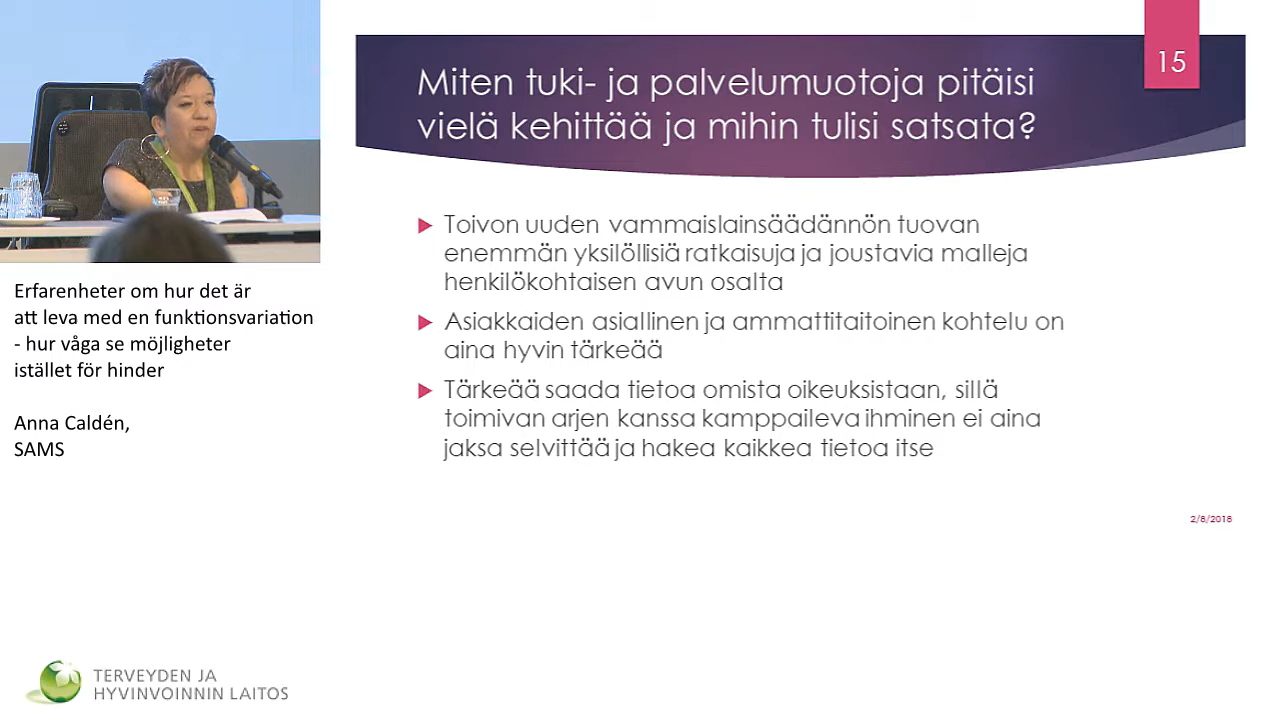 15
Miten tuki- ja palvelumuotoja pitäisi
vielä kehittää ja mihin tulisi satsata?
Toivon uuden vammaislainsäädännön tuovan
enemmän yksilöllisiä ratkaisuja ja joustavia malleja
henkilökohtaisen avun osalta
Asiakkaiden asiallinen ja ammattitaitoinen kohtelu on
aina hyvin tärkeää
Tärkeää saada tietoa omista oikeuksistaan, sillä
toimivan arjen kanssa kamppaileva ihminen ei aina
jaksa selvittää ja hakea kaikkea tietoa itse
2/8/2018
Erfarenheter om hur det är
att leva med en funktionsvariation
- hur våga se möjligheter
istället för hinder
Anna Caldén,
SAMS
TERVEYDEN JA
HYVINVOINNIN LAITOS